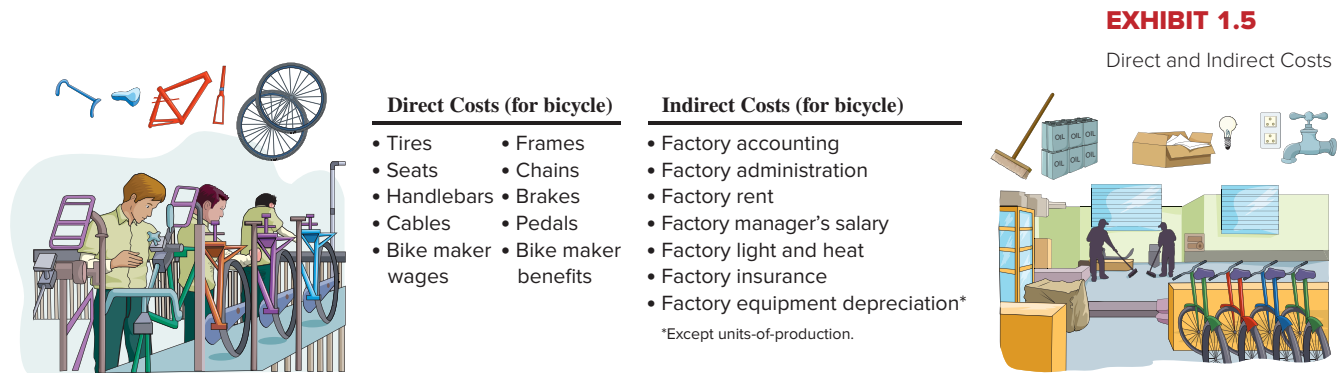 EXHIBIT 1.5
Direct and Indirect Costs
Direct Costs (for bicycle)
• Tires
• Seats
• Handlebars
• Cables
• Bike maker
wages
• Frames
• Chains
• Brakes
• Pedals
• Bike maker
benefits
Indirect Costs (for bicycle)
• Factory accounting
• Factory administration
• Factory rent
• Factory manager's salary
• Factory light and heat
• Factory insurance
• Factory equipment depreciation*
*Except units-of-production.
OIL OIL OIL
OIL OIL OIL